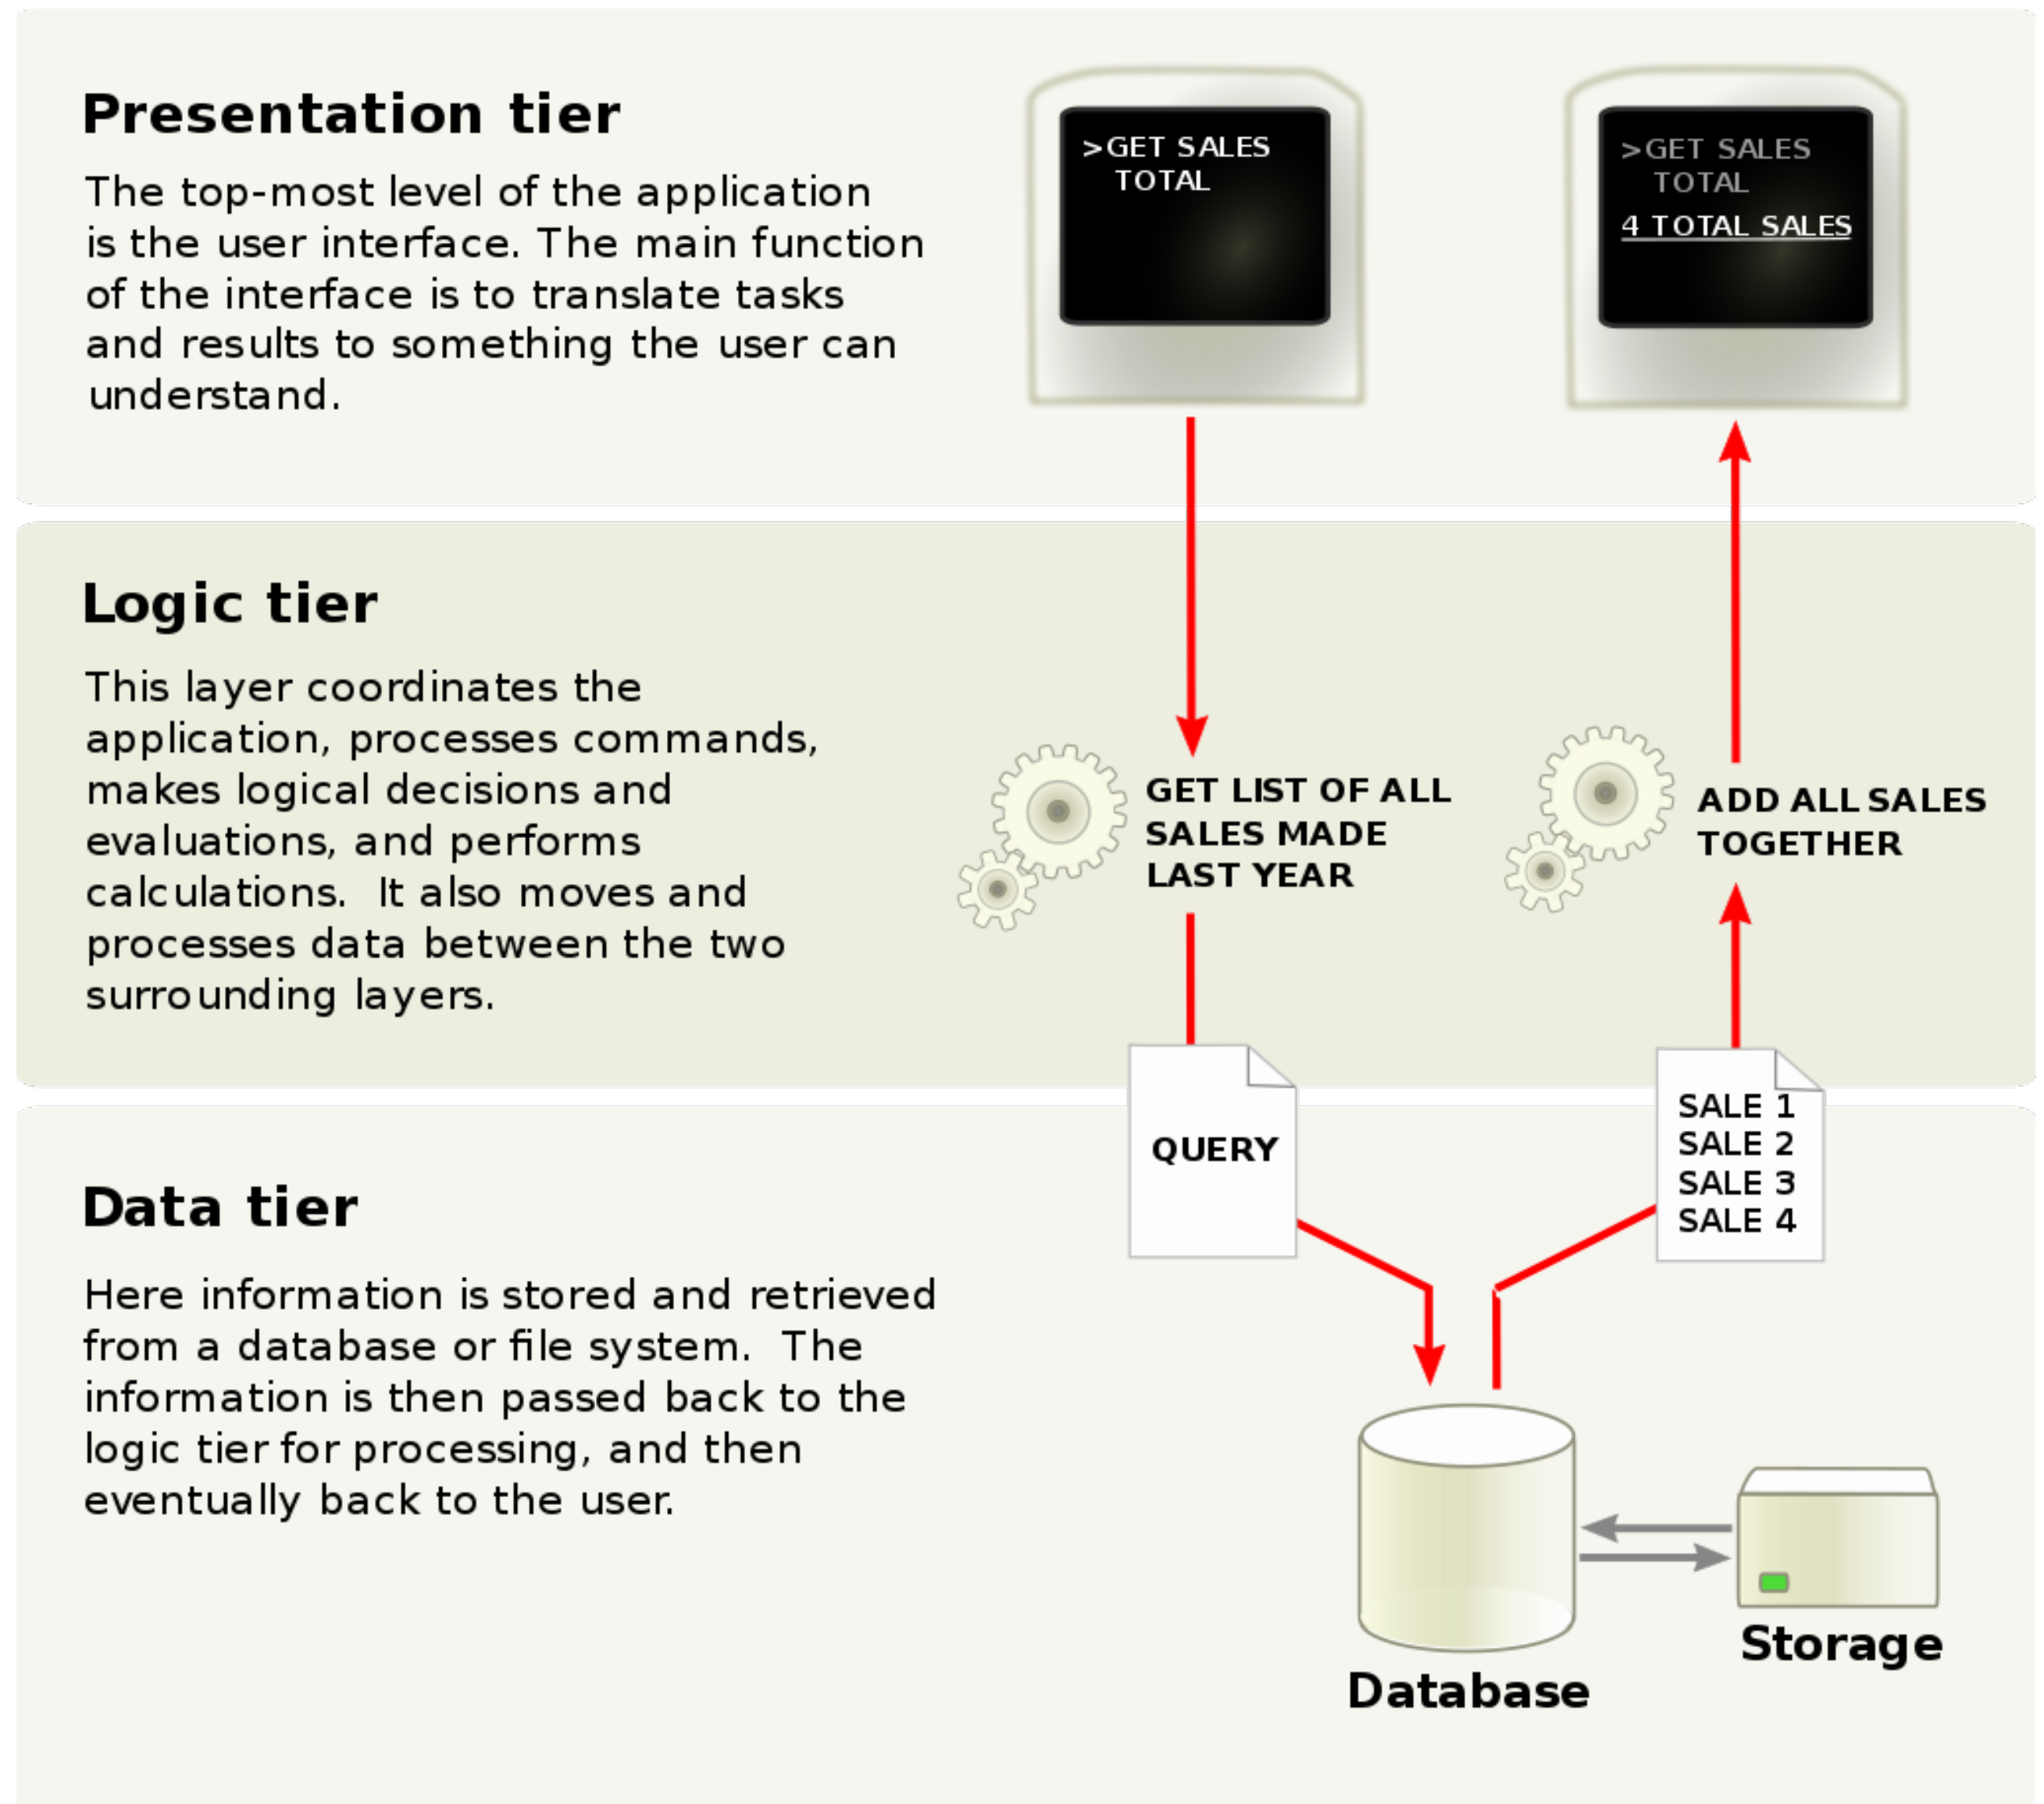 Presentation tier
The top-most level of the application
is the user interface. The main function
of the interface is to translate tasks
and results to something the user can
understand.
>GET SALES
TOTAL
>GET SALES
TOTAL
4 TOTAL SALES
Logic tier
This layer coordinates the
application, processes commands,
makes logical decisions and
evaluations, and performs
calculations.  It also moves and
processes data between the two
surrounding layers.
GET LIST OF ALL
SALES MADE
LAST YEAR
ADD ALL SALES
TOGETHER
QUERY
SALE 1
SALE 2
SALE 3
SALE 4
Data tier
Here information is stored and retrieved
from a database or file system.  The
information is then passed back to the
logic tier for processing, and then
eventually back to the user.
Database
Storage